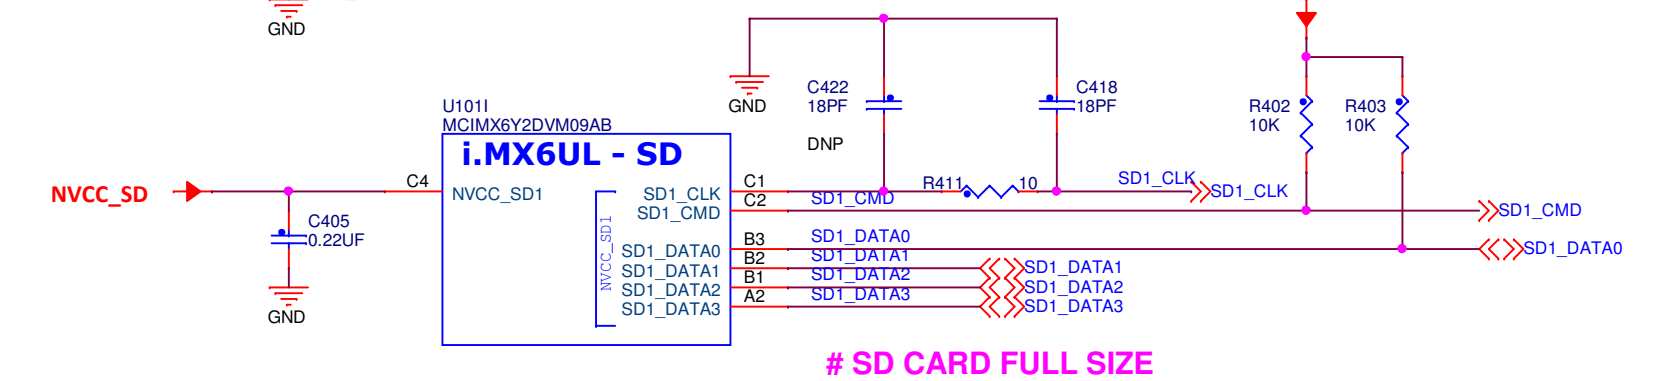 GND
C422
18PF
DNP
C418
18PF
GND
R402
10K
R403
10K
U101I
MCIMX6Y2DVM09AB
i.MX6UL - SD
NVCC_SD
C4
NVCC_SD1
C405
0.22UF
GND
NVCC_SD1
SD1_CLK
SD1_CMD
SD1_DATA0
SD1_DATA1
SD1_DATA2
SD1_DATA3
C1
C2
B3
B2
B1
A2
R411
10
SD1_CLK
SD1_CLK
SD1_CMD
SD1_CMD
SD1_DATA0
SD1_DATA0
SD1_DATA1
SD1_DATA1
SD1_DATA2
SD1_DATA2
SD1_DATA3
SD1_DATA3
# SD CARD FULL SIZE